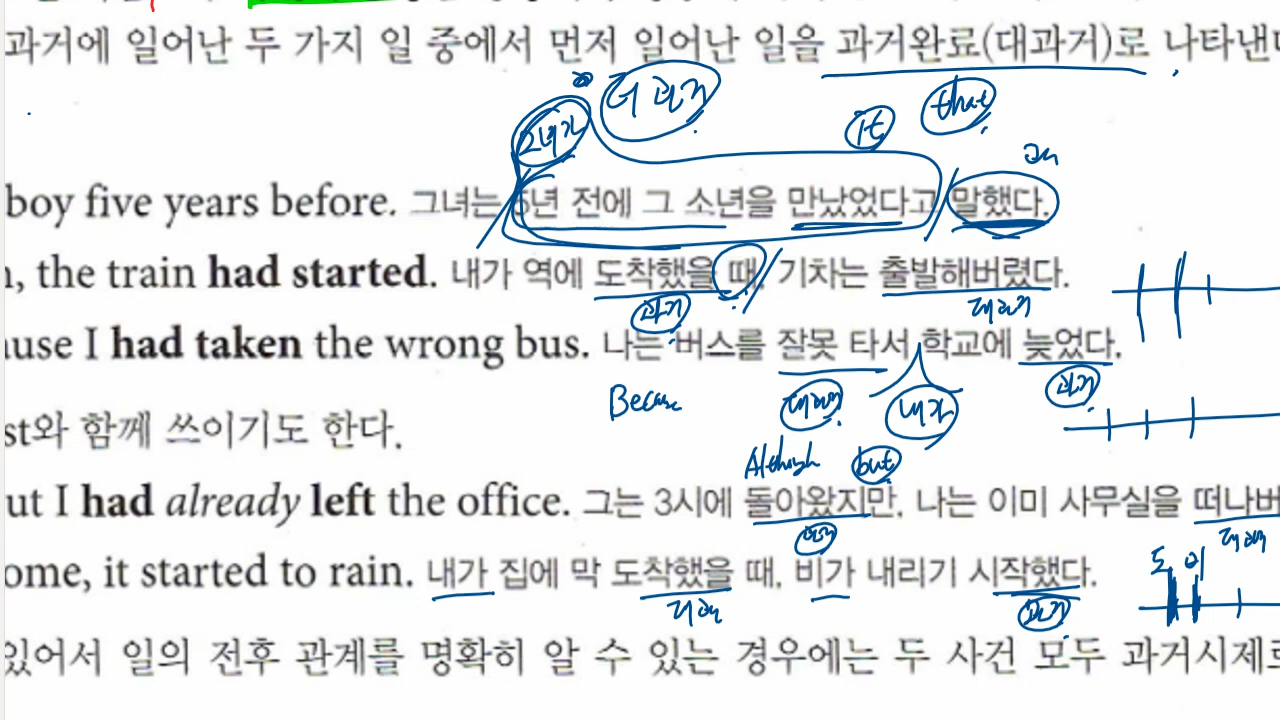 과거에 일어난 두 가지 일 중에서 먼저 일어난 일을 과거완료(대과거)로 나타낸다
더 과거
그녀가
it
that
boy five years before. 그녀는 5년 전에 그 소년을 만났었다고 말했다.
, the train had started. 내가 역에 도착했을 때, 기차는 출발해버렸다.
과거
use I had taken the wrong bus. 나는 버스를 잘못 타서 학교에 늦었다.
과거
내가
st와 함께 쓰이기도 한다.
but
ut I had already left the office. 그는 3시에 돌아왔지만, 나는 이미 사무실을 떠나버
ome, it started to rain. 내가 집에 막 도착했을 때, 비가 내리기 시작했다.
과거
있어서 일의 전후 관계를 명확히 알 수 있는 경우에는 두 사건 모두 과거시제로